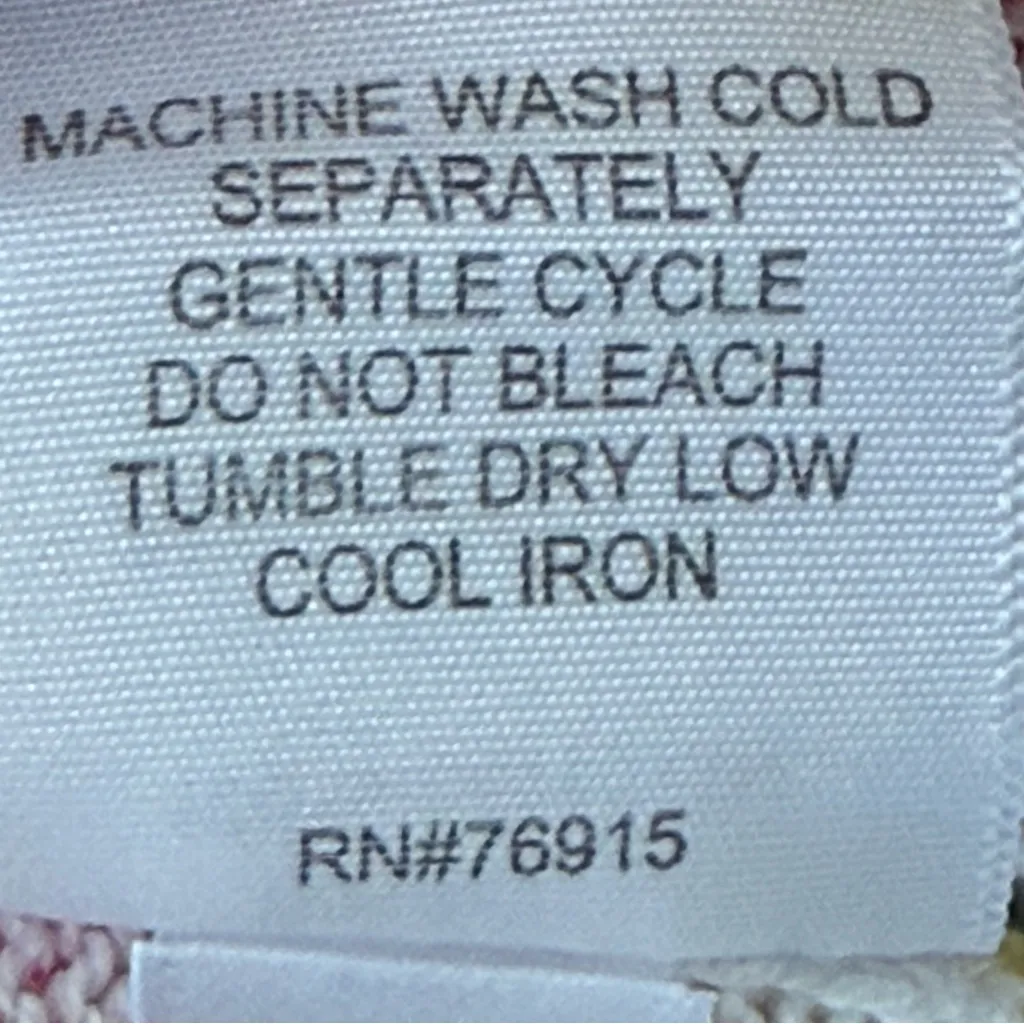 MACHINE WASH COLD
SEPARATELY
GENTLE CYCLE
DO NOT BLEACH
TUMBLE DRY LOW
COOL IRON
RN#76915